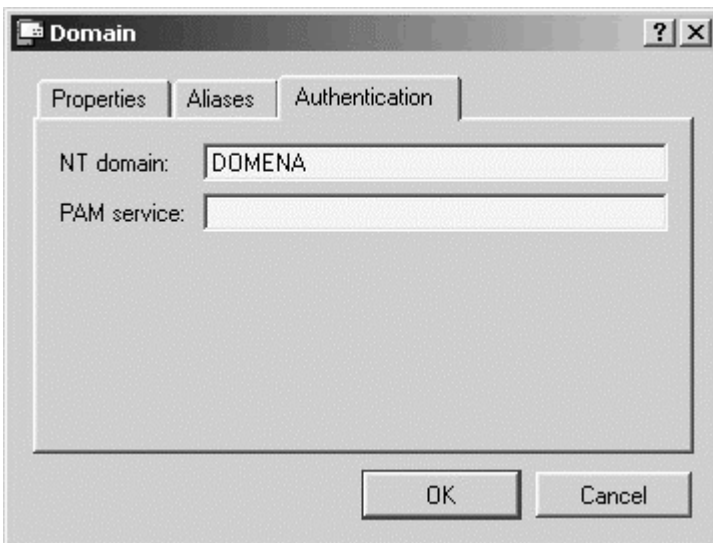 Domain
Properties Aliases Authentication
NT domain: DOMENA
PAM service:
OK Cancel